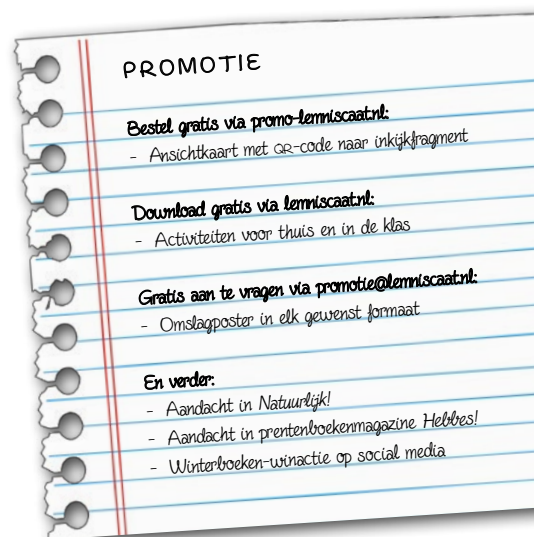 PROMOTIE
Bestel gratis via promo-lemniscaat.nl:
- Ansichtkaart met QR-code naar inkijkfragment
Download gratis via lemniscaat.nl:
- Activiteiten voor thuis en in de klas
Gratis aan te vragen via promotie@lemniscaat.nl:
- Omslagposter in elk gewenst formaat
En verder:
- Aandacht in Natuurlijk!
- Aandacht in prentenboekenmagazine Hebbes!
- Winterboeken-winactie op social media